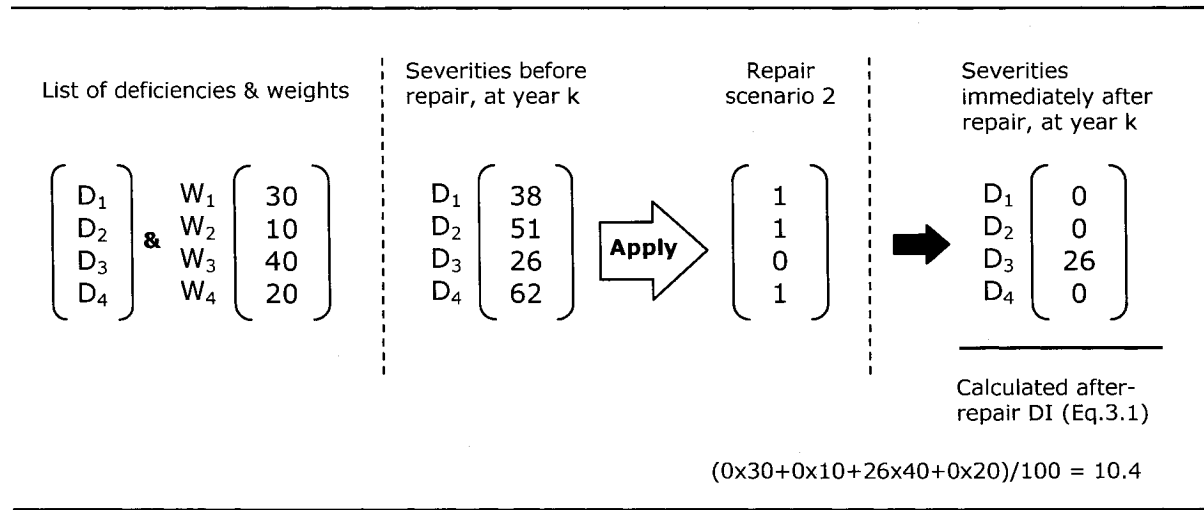 List of deficiencies & weights
Severities before
repair, at year k
Repair
scenario 2
Severities
immediately after
repair, at year k
D₁ & W₁ 30
D₂ W₂ 10
D₃ W₃ 40
D₄ W₄ 20
D₁ 38
D₂ 51
D₃ 26
D₄ 62
Apply
1
1
0
1
D₁ 0
D₂ 0
D₃ 26
D₄ 0
Calculated after-
repair DI (Eq.3.1)
(0x30+0x10+26x40+0x20)/100 = 10.4